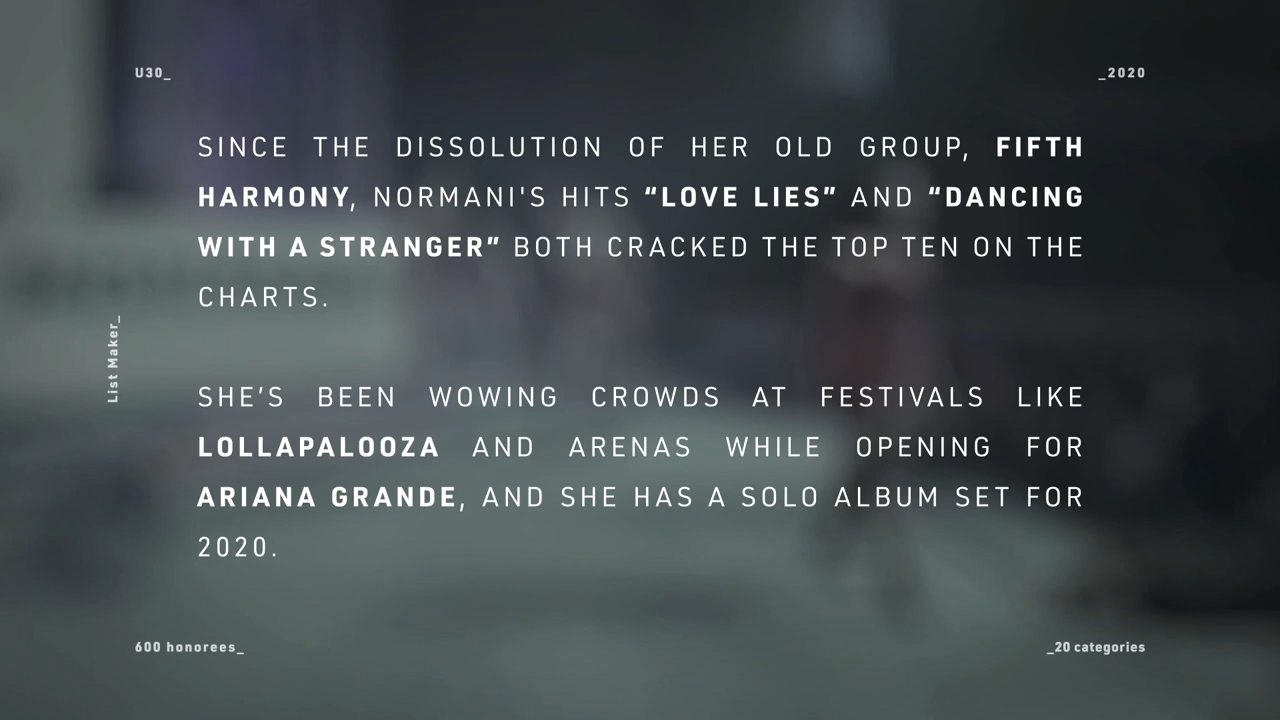 U30_
_2020
SINCE THE DISSOLUTION OF HER OLD GROUP, FIFTH
HARMONY, NORMANI'S HITS “LOVE LIES” AND “DANCING
WITH A STRANGER” BOTH CRACKED THE TOP TEN ON THE
CHARTS.
List Maker_
SHE’S BEEN WOWING CROWDS AT FESTIVALS LIKE
LOLLAPALOOZA AND ARENAS WHILE OPENING FOR
ARIANA GRANDE, AND SHE HAS A SOLO ALBUM SET FOR
2020.
600 honorees_
_20 categories